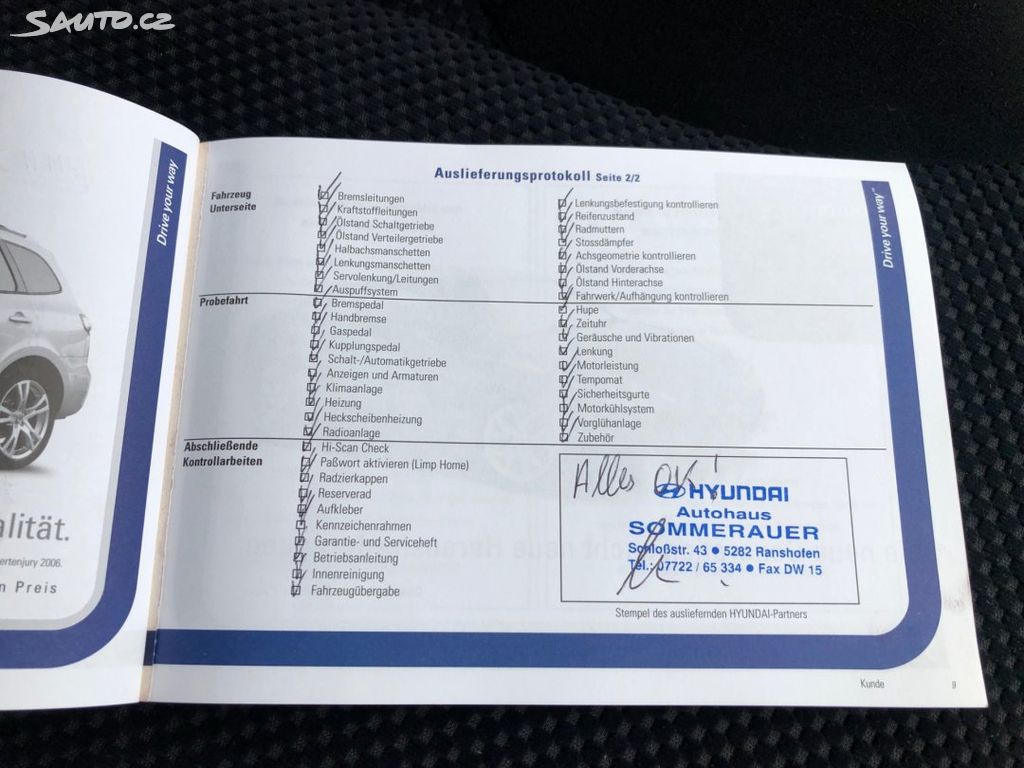 SAUTO.CZ
Drive your way
alität.
ertenjury 2006.
n Preis
Auslieferungsprotokoll Seite 2/2
Drive your way™
Fahrzeug
Unterseite
Bremsleitungen
Kraftstoffleitungen
Ölstand Schaltgetriebe
Ölstand Verteilergetriebe
Halbachsmanschetten
Lenkungsmanschetten
Servolenkung/Leitungen
Auspuffsystem
Lenkungsbefestigung kontrollieren
Reifenzustand
Radmuttern
Stossdämpfer
Achsgeometrie kontrollieren
Ölstand Vorderachse
Ölstand Hinterachse
Fahrwerk/Aufhängung kontrollieren
Probefahrt
Bremspedal
Handbremse
Gaspedal
Kupplungspedal
Schalt-/Automatikgetriebe
Anzeigen und Armaturen
Klimaanlage
Heizung
Heckscheibenheizung
Radioanlage
Hupe
Zeituhr
Geräusche und Vibrationen
Lenkung
Motorleistung
Tempomat
Sicherheitsgurte
Motorkühlsystem
Vorglühanlage
Zubehör
Abschließende
Kontrollarbeiten
Hi-Scan Check
Paßwort aktivieren (Limp Home)
Radzierkappen
Reserverad
Aufkleber
Kennzeichenrahmen
Garantie- und Serviceheft
Betriebsanleitung
Innenreinigung
Fahrzeugübergabe
Alles OK!
HYUNDAI
Autohaus
SOMMERAUER
Schloßstr. 43 ● 5282 Ranshofen
Tel.: 07722 / 65 334 ● Fax DW 15
Stempel des ausliefernden HYUNDAI-Partners
Kunde
9